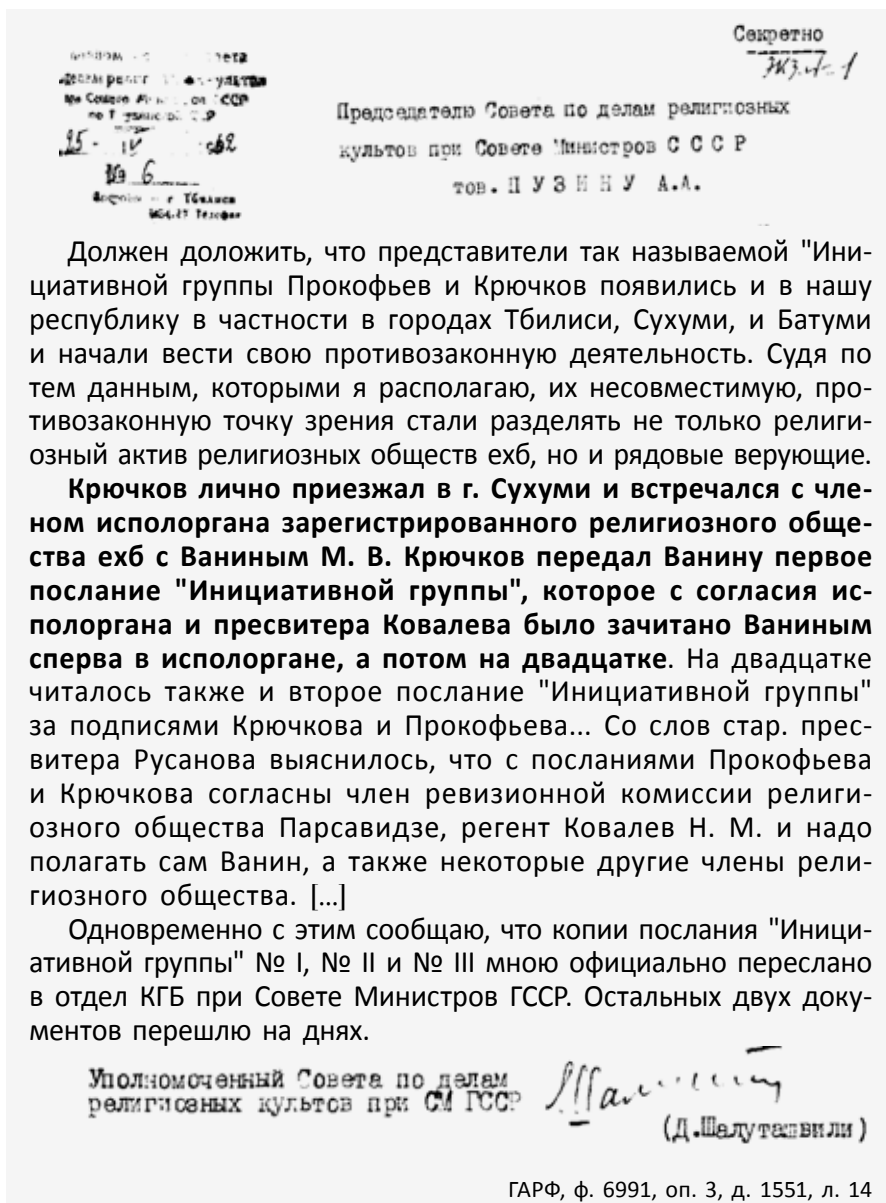 Секретно
Председателю Совета по делам религиозных
культов при Совете Министров С С С Р
тов. П У З И Н У А.А.
№ 6
г Тбилиси
Должен доложить, что представители так называемой "Ини-
циативной группы Прокофьев и Крючков появились и в нашу
республику в частности в городах Тбилиси, Сухуми, и Батуми
и начали вести свою противозаконную деятельность. Судя по
тем данным, которыми я располагаю, их несовместимую, про-
тивозаконную точку зрения стали разделять не только религи-
озный актив религиозных обществ ехб, но и рядовые верующие.
Крючков лично приезжал в г. Сухуми и встречался с чле-
ном исполоргана зарегистрированного религиозного обще-
ства ехб с Ваниным М. В. Крючков передал Ванину первое
послание "Инициативной группы", которое с согласия ис-
полоргана и пресвитера Ковалева было зачитано Ваниным
сперва в исполоргане, а потом на двадцатке. На двадцатке
читалось также и второе послание "Инициативной группы"
за подписями Крючкова и Прокофьева... Со слов стар. прес-
витера Русанова выяснилось, что с посланиями Прокофьева
и Крючкова согласны член ревизионной комиссии религи-
озного общества Парсавидзе, регент Ковалев Н. М. и надо
полагать сам Ванин, а также некоторые другие члены рели-
гиозного общества. [...]
Одновременно с этим сообщаю, что копии послания "Иници-
ативной группы" № I, № II и № III мною официально переслано
в отдел КГБ при Совете Министров ГССР. Остальных двух доку-
ментов перешлю на днях.
Уполномоченный Совета по делам
религиозных культов при СМ ГССР
(Д.Шалуташвили)
ГАРФ, ф. 6991, оп. 3, д. 1551, л. 14